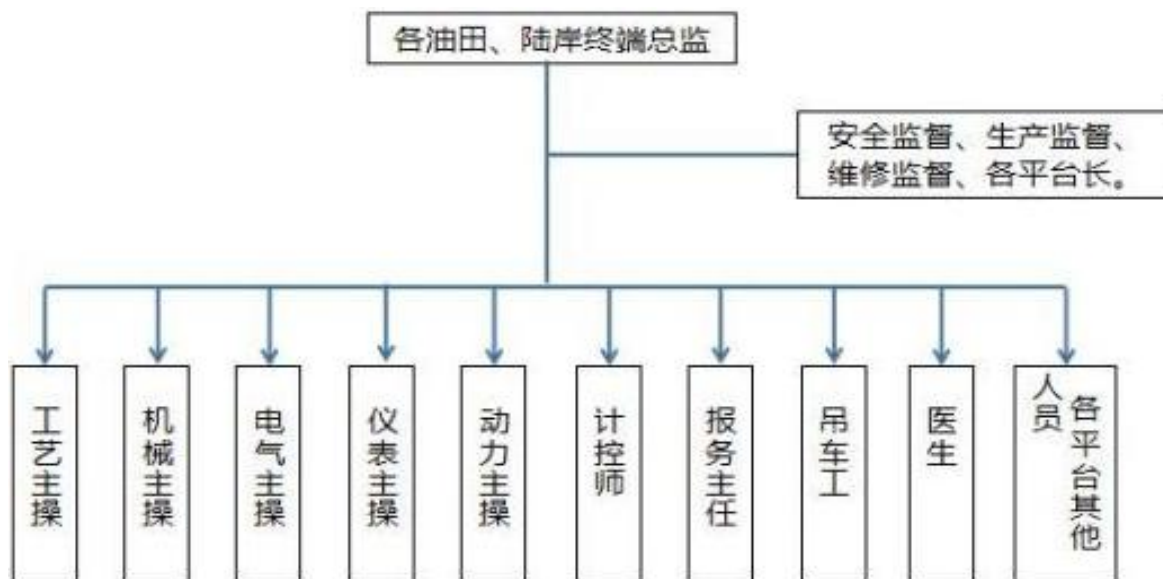 各油田、陆岸终端总监
安全监督、生产监督、
维修监督、各平台长。
工艺主操
机械主操
电气主操
仪表主操
动力主操
计控师
报务主任
吊车工
医生
各平台其他
人员